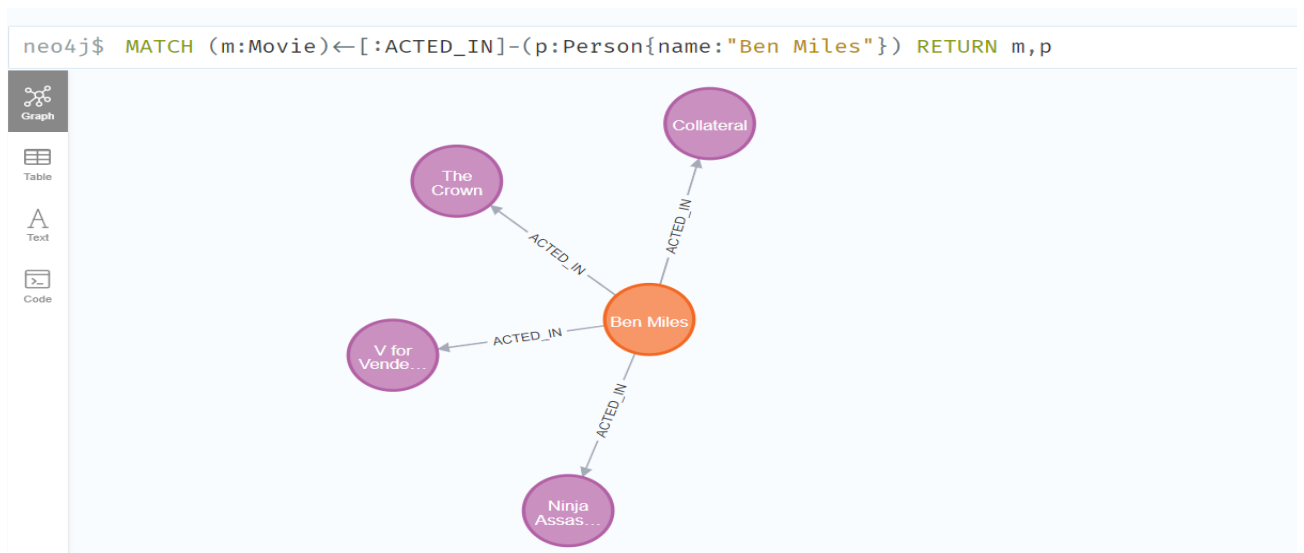 neo4j$ MATCH (m:Movie)<-[:ACTED_IN]-(p:Person{name:"Ben Miles"}) RETURN m,p
Graph
Table
Text
Code
Collateral
The
Crown
ACTED_IN
ACTED_IN
Ben Miles
ACTED_IN
V for
Vende...
ACTED_IN
Ninja
Assas...